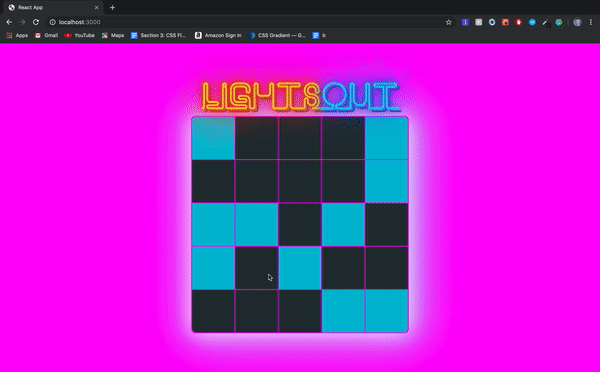 React App
localhost:3000
Apps Gmail YouTube Maps Section 3: CSS Fl... Amazon Sign In CSS Gradient — G... b
LIGHTSOUT